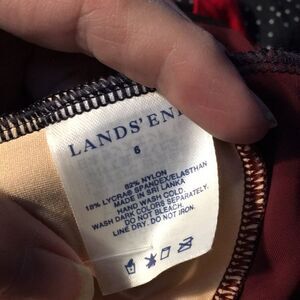 LANDS' END
6
82% NYLON
18% LYCRA® SPANDEX/ELASTHAN
MADE IN SRI LANKA
HAND WASH COLD.
WASH DARK COLORS SEPARATELY.
DO NOT BLEACH.
LINE DRY. DO NOT IRON.